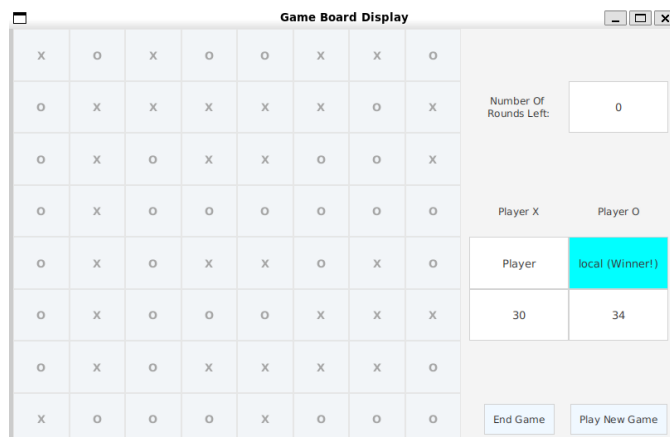 Game Board Display
X O X O O X X O
O X X X X O X X
Number Of
Rounds Left:
0
O X O X X O O X
O X O O O O O O
Player X
Player O
O X O X X O X O
Player
local (Winner!)
O X O O O X X X
30
34
O X O X X X O O
X O O O X O O O
End Game
Play New Game